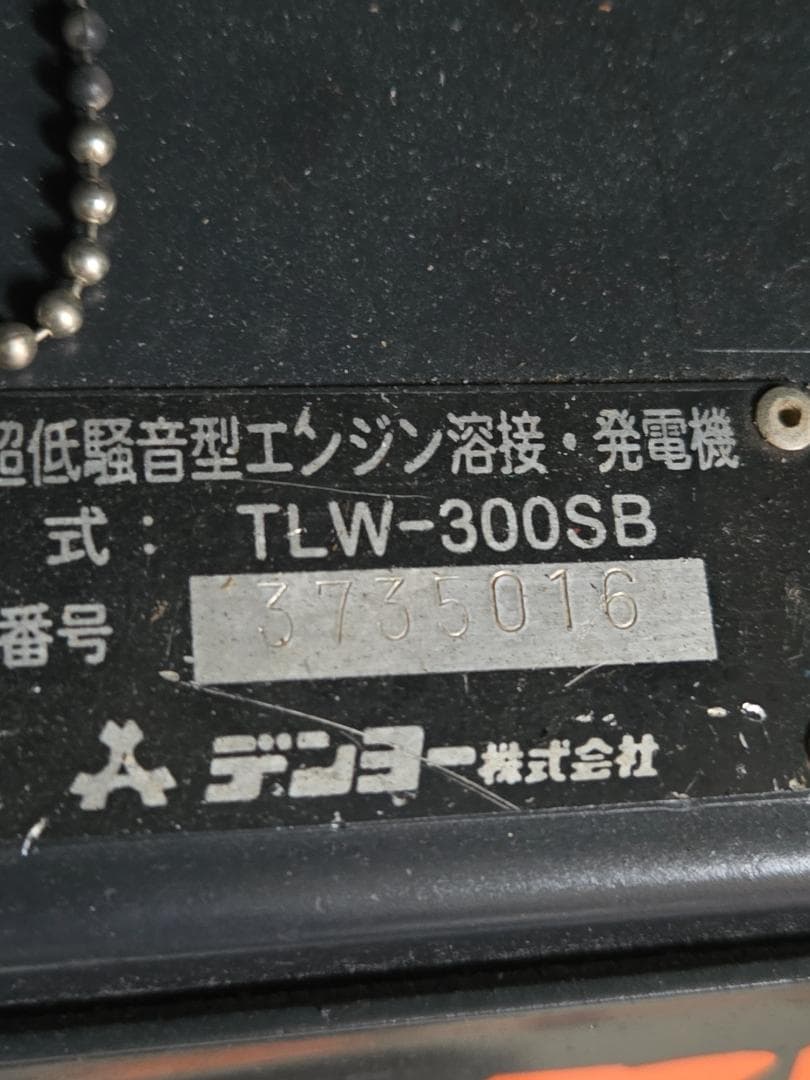 超低騒音型エンジン溶接・発電機
式: TLW-300SB
番号 3735016
デンヨー株式会社